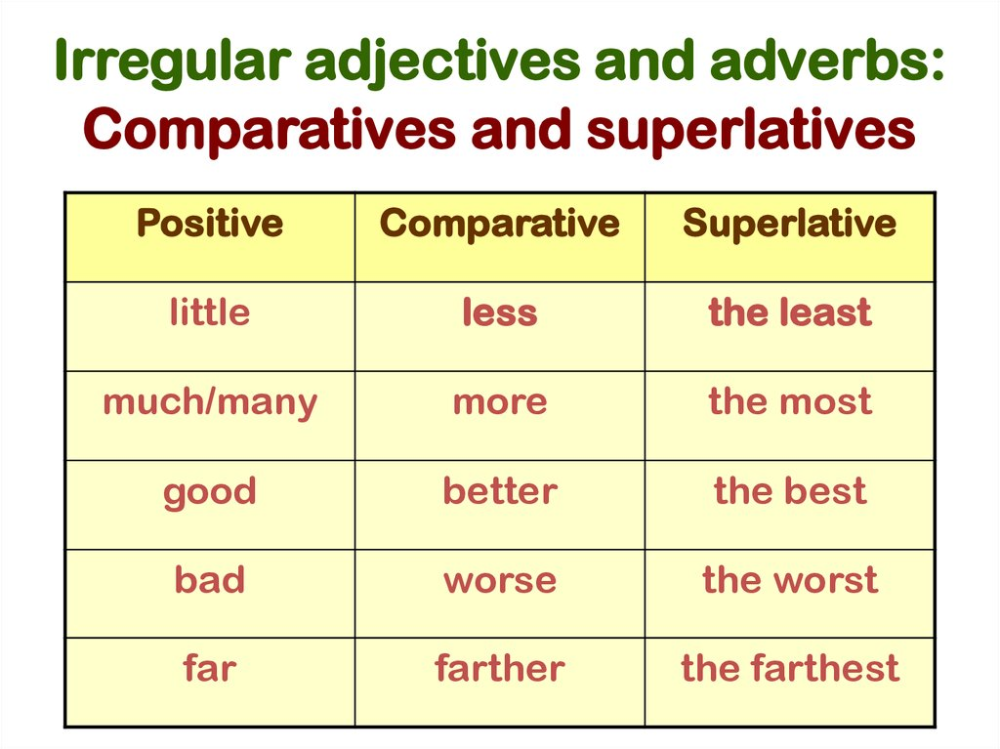 Irregular adjectives and adverbs:
Comparatives and superlatives
Positive Comparative Superlative
little less the least
much/many more the most
good better the best
bad worse the worst
far farther the farthest